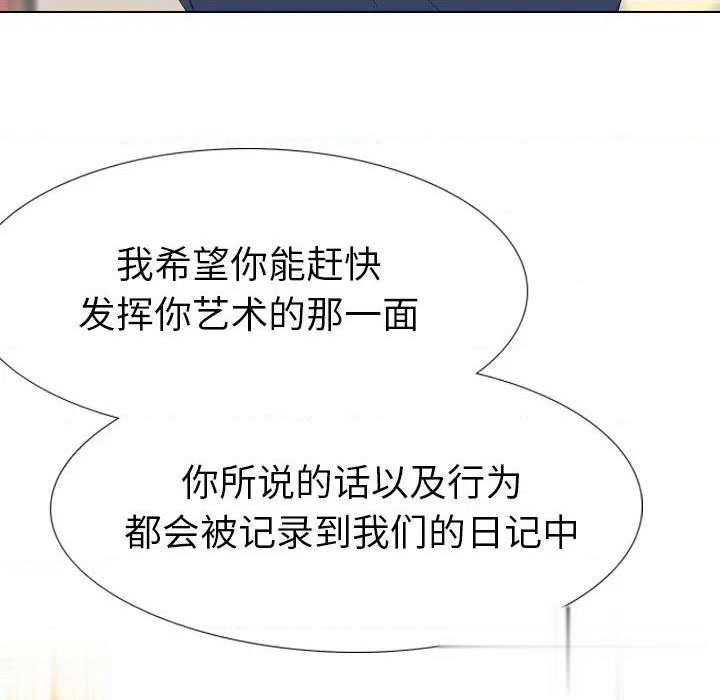 我希望你能赶快
发挥你艺术的那一面
你所说的话以及行为
都会被记录到我们的日记中